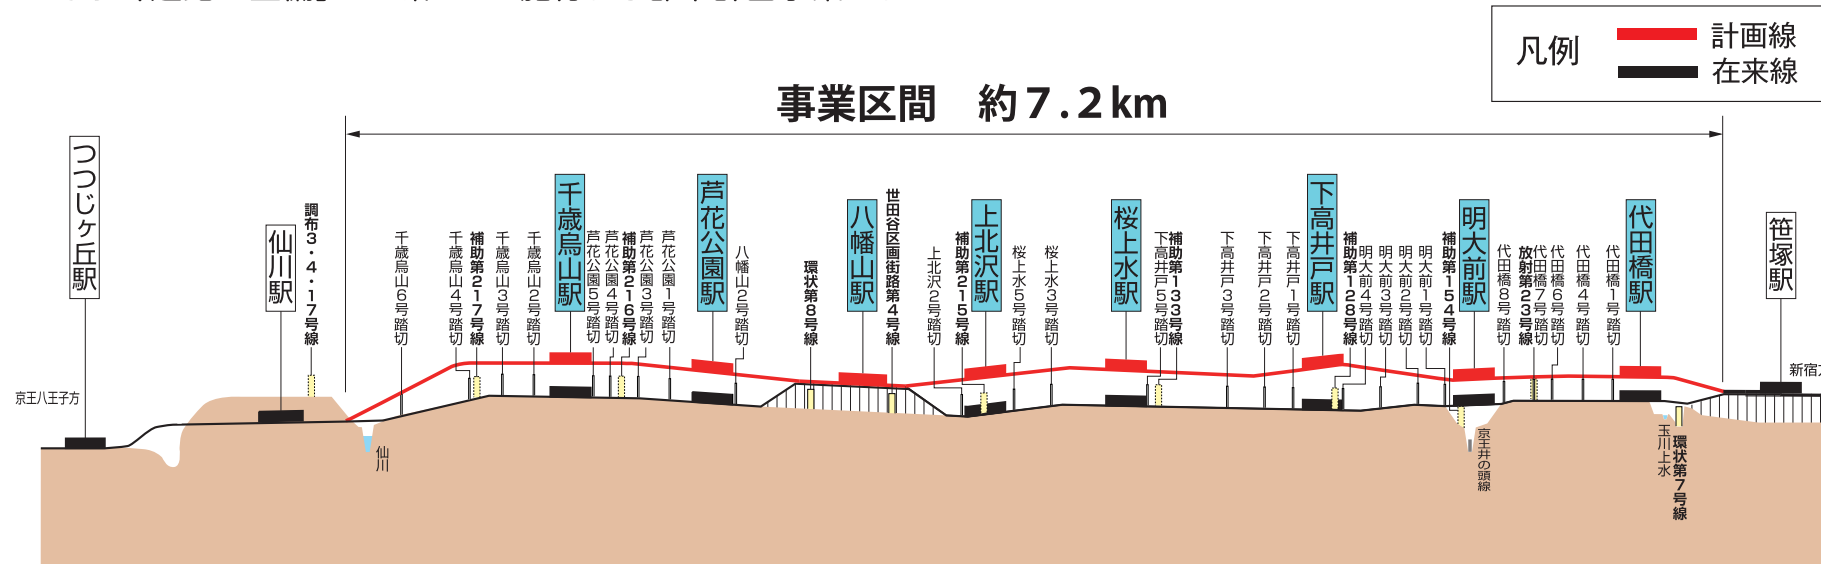 凡例
計画線
在来線
事業区間 約7.2km
つつじヶ丘駅
仙川駅
調布3・4・17号線
千歳烏山6号踏切
千歳烏山4号踏切
補助第217号線
千歳烏山3号踏切
千歳烏山2号踏切
千歳烏山駅
芦花公園5号踏切
芦花公園4号踏切
補助第216号線
芦花公園3号踏切
芦花公園1号踏切
芦花公園駅
八幡山2号踏切
環状第8号線
八幡山駅
世田谷区画街路第4号線
上北沢2号踏切
補助第215号線
上北沢駅
桜上水5号踏切
桜上水3号踏切
桜上水駅
下高井戸5号踏切
補助第133号線
下高井戸3号踏切
下高井戸2号踏切
下高井戸1号踏切
下高井戸駅
補助第128号線
明大前4号踏切
明大前3号踏切
明大前2号踏切
明大前1号踏切
補助第154号線
明大前駅
代田橋8号踏切
放射第23号線
代田橋7号踏切
代田橋6号踏切
代田橋4号踏切
代田橋1号踏切
代田橋駅
笹塚駅
京王八王子方
新宿
仙川
京王井の頭線
玉川上水
環状第7号線